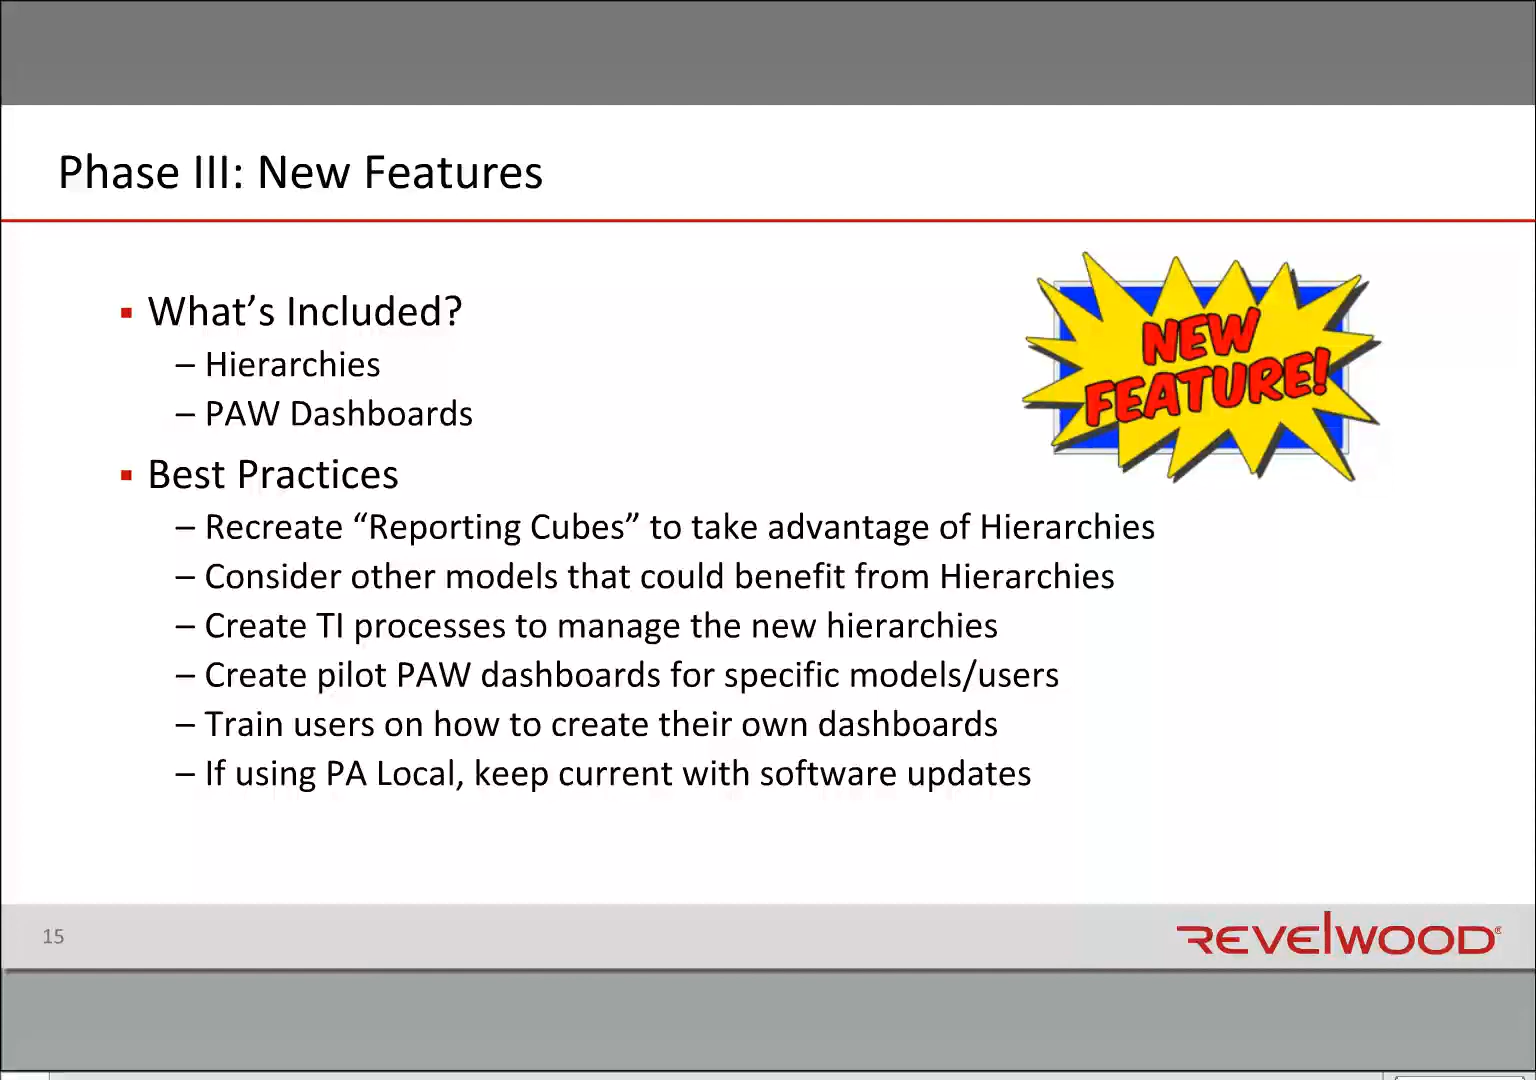 Phase III: New Features
▪ What’s Included?
– Hierarchies
– PAW Dashboards
NEW
FEATURE!
▪ Best Practices
– Recreate “Reporting Cubes” to take advantage of Hierarchies
– Consider other models that could benefit from Hierarchies
– Create TI processes to manage the new hierarchies
– Create pilot PAW dashboards for specific models/users
– Train users on how to create their own dashboards
– If using PA Local, keep current with software updates
15
REVELWOOD®